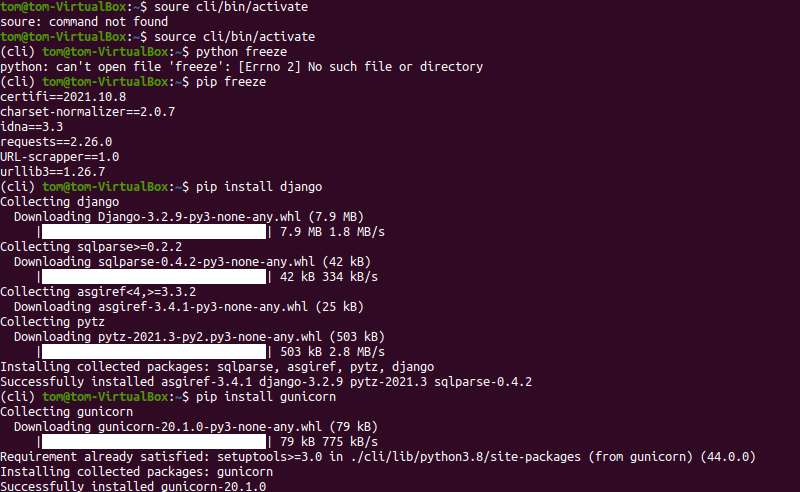 tom@tom-VirtualBox:~$ soure cli/bin/activate
soure: command not found
tom@tom-VirtualBox:~$ source cli/bin/activate
(cli) tom@tom-VirtualBox:~$ python freeze
python: can't open file 'freeze': [Errno 2] No such file or directory
(cli) tom@tom-VirtualBox:~$ pip freeze
certifi==2021.10.8
charset-normalizer==2.0.7
idna==3.3
requests==2.26.0
URL-scrapper==1.0
urllib3==1.26.7
(cli) tom@tom-VirtualBox:~$ pip install django
Collecting django
  Downloading Django-3.2.9-py3-none-any.whl (7.9 MB)
     || 7.9 MB 1.8 MB/s
Collecting sqlparse>=0.2.2
  Downloading sqlparse-0.4.2-py3-none-any.whl (42 kB)
     || 42 kB 334 kB/s
Collecting asgiref<4,>=3.3.2
  Downloading asgiref-3.4.1-py3-none-any.whl (25 kB)
Collecting pytz
  Downloading pytz-2021.3-py2.py3-none-any.whl (503 kB)
     || 503 kB 2.8 MB/s
Installing collected packages: sqlparse, asgiref, pytz, django
Successfully installed asgiref-3.4.1 django-3.2.9 pytz-2021.3 sqlparse-0.4.2
(cli) tom@tom-VirtualBox:~$ pip install gunicorn
Collecting gunicorn
  Downloading gunicorn-20.1.0-py3-none-any.whl (79 kB)
     || 79 kB 775 kB/s
Requirement already satisfied: setuptools>=3.0 in ./cli/lib/python3.8/site-packages (from gunicorn) (44.0.0)
Installing collected packages: gunicorn
Successfully installed gunicorn-20.1.0